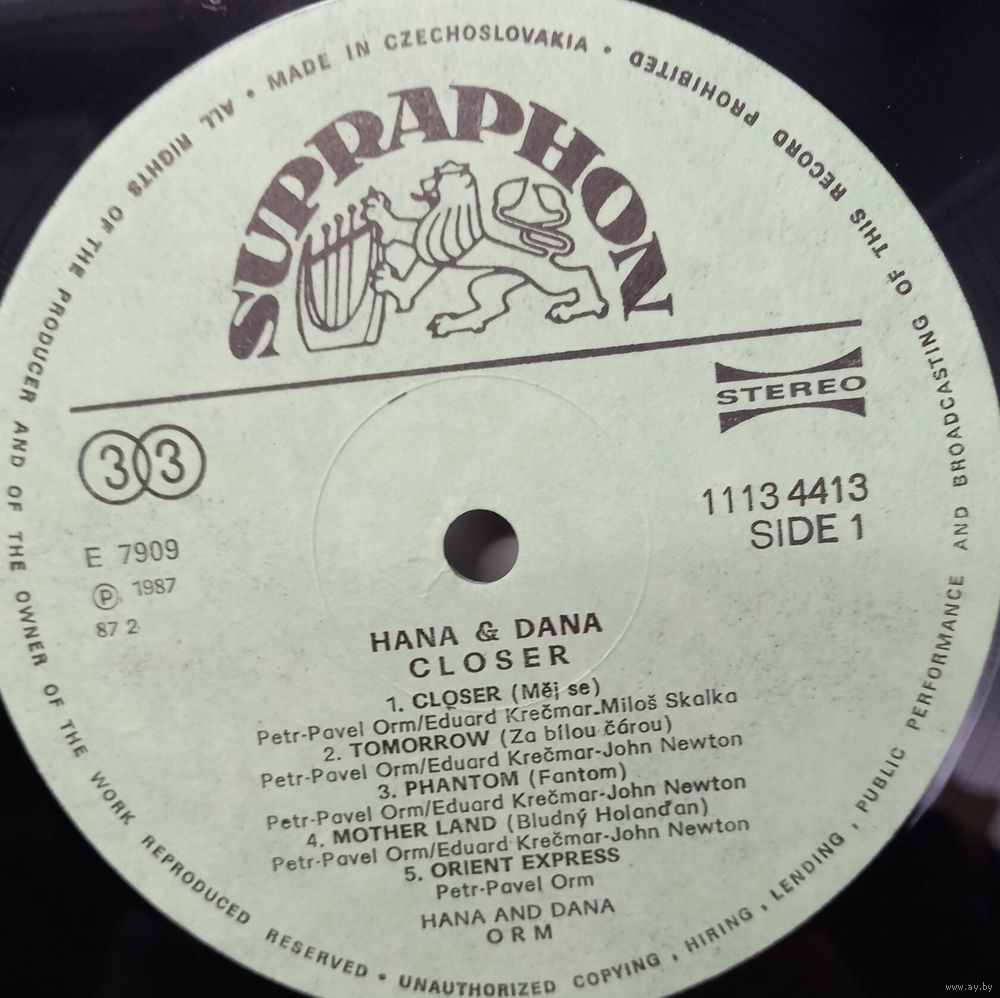 ALL RIGHTS OF THE PRODUCER AND OF THE OWNER OF THE WORK REPRODUCED RESERVED • UNAUTHORIZED COPYING, HIRING, LENDING, PUBLIC PERFORMANCE AND BROADCASTING OF THIS RECORD PROHIBITED • MADE IN CZECHOSLOVAKIA •
SUPRAPHON
STEREO
33
1113 4413
SIDE 1
E 7909
Ⓟ 1987
87 2
HANA & DANA
CLOSER
1. CLOSER (Měj se)
Petr-Pavel Orm/Eduard Krečmar-Miloš Skalka
2. TOMORROW (Za bílou čárou)
Petr-Pavel Orm/Eduard Krečmar-John Newton
3. PHANTOM (Fantom)
Petr-Pavel Orm/Eduard Krečmar-John Newton
4. MOTHER LAND (Bludný Holanďan)
Petr-Pavel Orm/Eduard Krečmar-John Newton
5. ORIENT EXPRESS
Petr-Pavel Orm
HANA AND DANA
ORM
www.ay.by